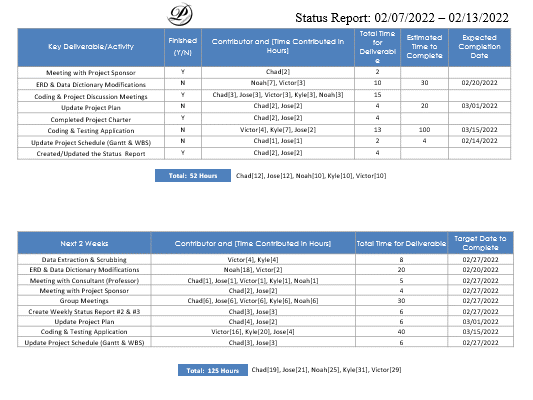 Status Report: 02/07/2022 – 02/13/2022
Key Deliverable/Activity Finished (Y/N) Contributor and [Time Contributed in Hours] Total Time for Deliverable Estimated Time to Complete Expected Completion Date
Meeting with Project Sponsor Y Chad[2] 2
ERD & Data Dictionary Modifications N Noah[7], Victor[3] 10 30 02/20/2022
Coding & Project Discussion Meetings Y Chad[3], Jose[3], Victor[3], Kyle[3], Noah[3] 15
Update Project Plan N Chad[2], Jose[2] 4 20 03/01/2022
Completed Project Charter Y Chad[2], Jose[2] 4
Coding & Testing Application N Victor[4], Kyle[7], Jose[2] 13 100 03/15/2022
Update Project Schedule (Gantt & WBS) N Chad[1], Jose[1] 2 4 02/14/2022
Created/Updated the Status Report Y Chad[2], Jose[2] 4
Total: 52 Hours Chad[12], Jose[12], Noah[10], Kyle[10], Victor[10]
Next 2 Weeks Contributor and [Time Contributed in Hours] Total Time for Deliverable Target Date to Complete
Data Extraction & Scrubbing Victor[4], Kyle[4] 8 02/27/2022
ERD & Data Dictionary Modifications Noah[18], Victor[2] 20 02/20/2022
Meeting with Consultant (Professor) Chad[1], Jose[1], Victor[1], Kyle[1], Noah[1] 5 02/27/2022
Meeting with Project Sponsor Chad[2], Jose[2] 4 02/27/2022
Group Meetings Chad[6], Jose[6], Victor[6], Kyle[6], Noah[6] 30 02/27/2022
Create Weekly Status Report #2 & #3 Chad[3], Jose[3] 6 02/27/2022
Update Project Plan Chad[4], Jose[2] 6 03/01/2022
Coding & Testing Application Victor[16], Kyle[20], Jose[4] 40 03/15/2022
Update Project Schedule (Gantt & WBS) Chad[3], Jose[3] 6 02/27/2022
Total: 125 Hours Chad[19], Jose[21], Noah[25], Kyle[31], Victor[29]